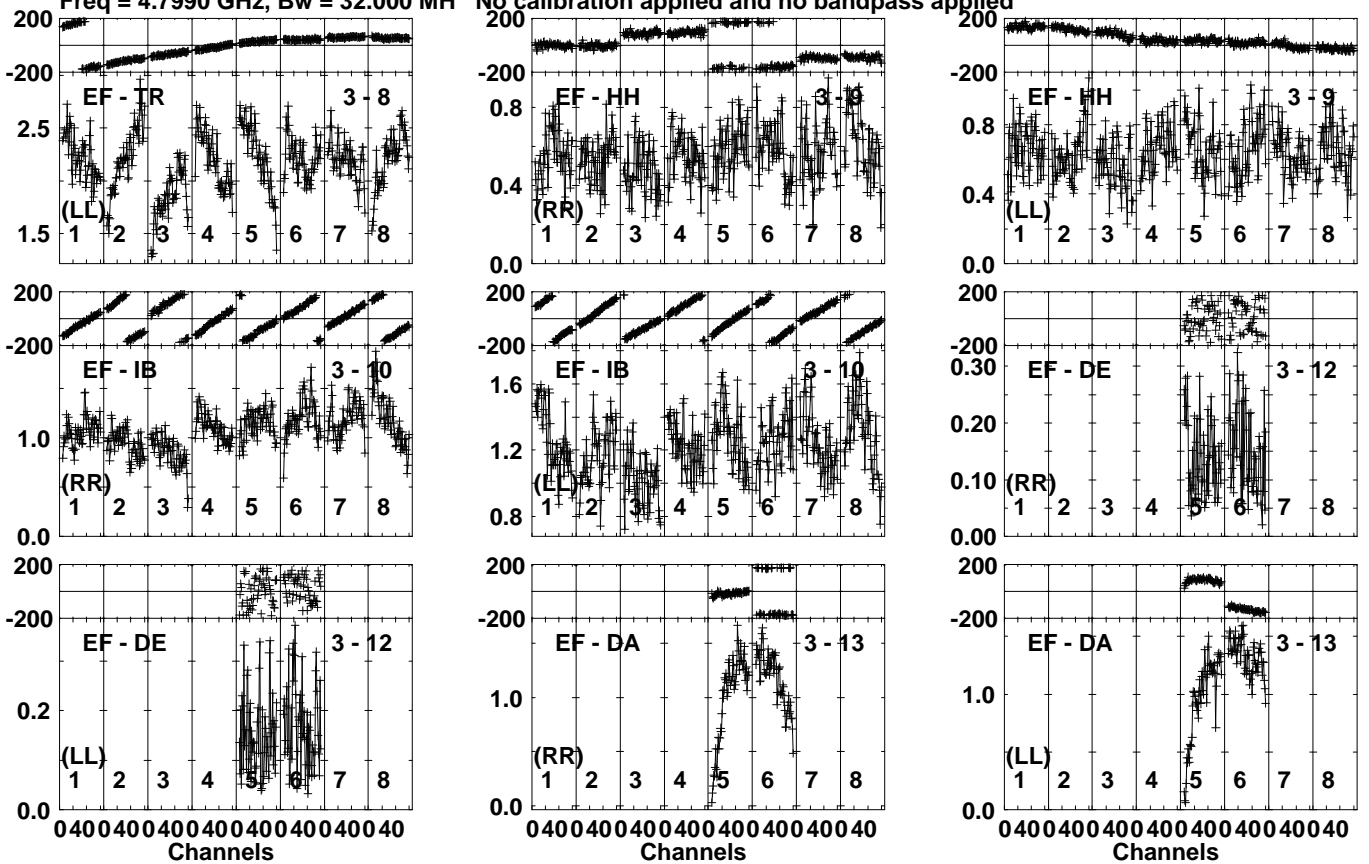 Freq = 4.7990 GHz, Bw = 32.000 MH No calibration applied and no bandpass applied
200 200 200
-200 -200 -200
EF - TR 3 - 8 EF - HH 3 - 9 EF - HH 3 - 9
2.5 0.8 0.8
0.4 0.4
(LL) (RR) (LL)
1.5
1 2 3 4 5 6 7 8 1 2 3 4 5 6 7 8 1 2 3 4 5 6 7 8
0.0 0.0
200 200 200
-200 -200 -200
EF - IB 3 - 10 EF - IB 3 - 10 EF - DE 3 - 12
0.30
1.6
0.20
1.0 1.2
0.10
(RR) (LL) (RR)
1 2 3 4 5 6 7 8 1 2 3 4 5 6 7 8 1 2 3 4 5 6 7 8
0.8
0.0 0.00
200 200 200
-200 -200 -200
EF - DE 3 - 12 EF - DA 3 - 13 EF - DA 3 - 13
0.2 1.0 1.0
(LL) (RR) (LL)
1 2 3 4 5 6 7 8 1 2 3 4 5 6 7 8 1 2 3 4 5 6 7 8
0.0 0.0 0.0
0 40 0 40 0 40 0 40 0 40 0 40 0 40 0 40 0 40 0 40 0 40 0 40 0 40 0 40 0 40 0 40 0 40 0 40 0 40 0 40 0 40 0 40 0 40 0 40
Channels Channels Channels